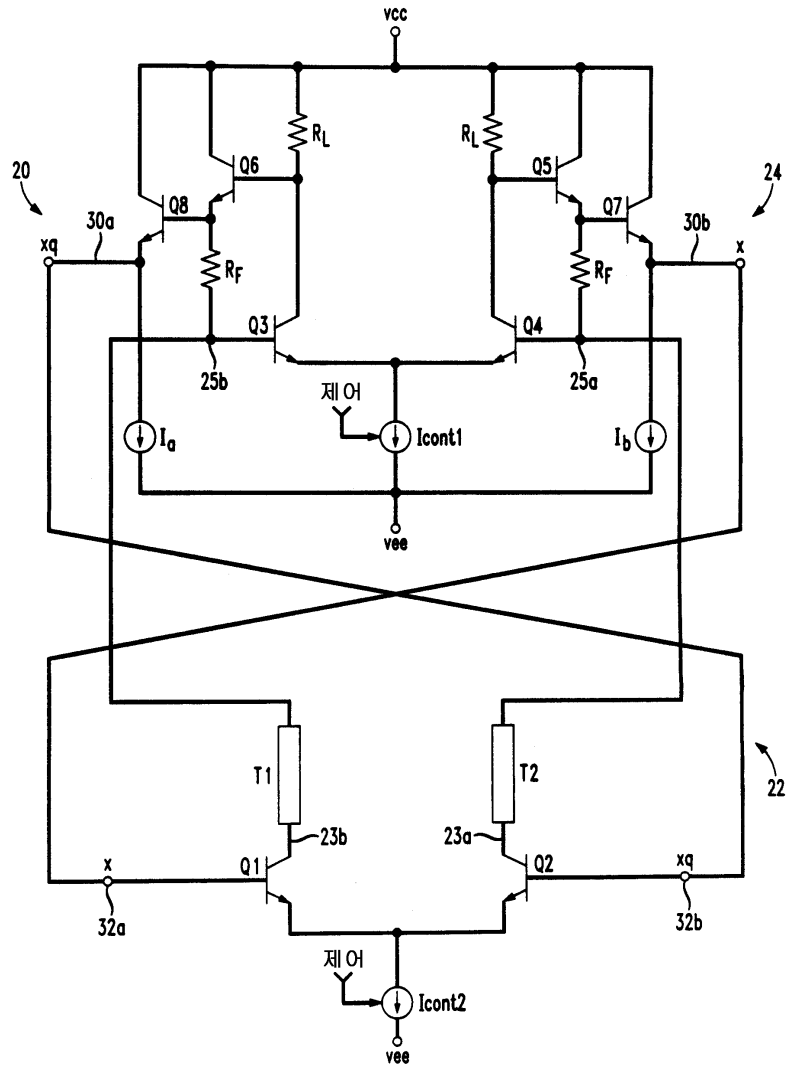 vcc
R_L
R_L
20
Q6
Q5
24
Q8
Q7
30a
30b
xq
x
R_F
R_F
Q3
Q4
25b
제어
25a
I_a
Icont1
I_b
vee
T1
T2
22
23b
23a
Q1
Q2
x
xq
32a
32b
제어
Icont2
vee